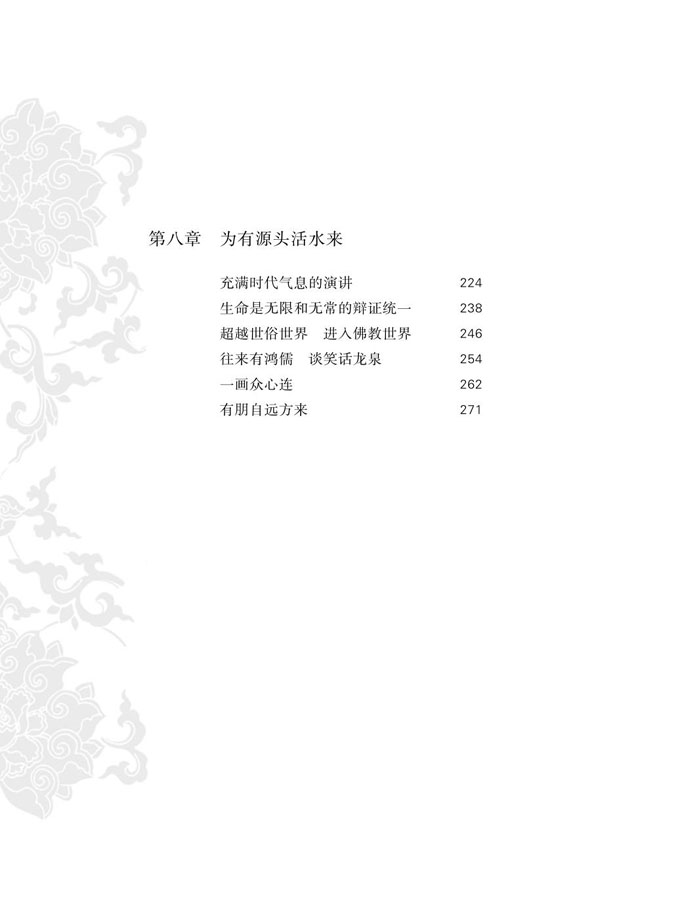 第八章　为有源头活水来
充满时代气息的演讲 224
生命是无限和无常的辩证统一 238
超越世俗世界　进入佛教世界 246
往来有鸿儒　谈笑话龙泉 254
一画众心连 262
有朋自远方来 271